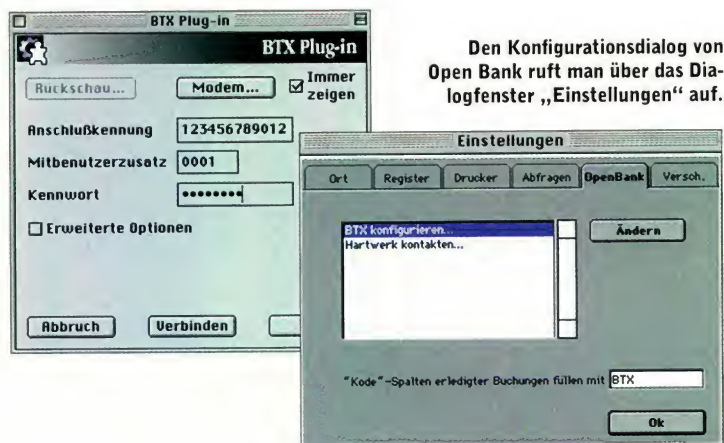 BTX Plug-in
BTX Plug-in
Rückschau...
Modem...
Immer
zeigen
Anschlußkennung
123456789012
Mitbenutzerzusatz
0001
Kennwort
••••••••
Erweiterte Optionen
Abbruch
Verbinden
Den Konfigurationsdialog von
Open Bank ruft man über das Dia-
logfenster „Einstellungen“ auf.
Einstellungen
Ort
Register
Drucker
Abfragen
OpenBank
Versch.
BTX konfigurieren...
Hartwerk kontakten...
Ändern
"Kode"-Spalten erledigter Buchungen füllen mit
BTX
Ok